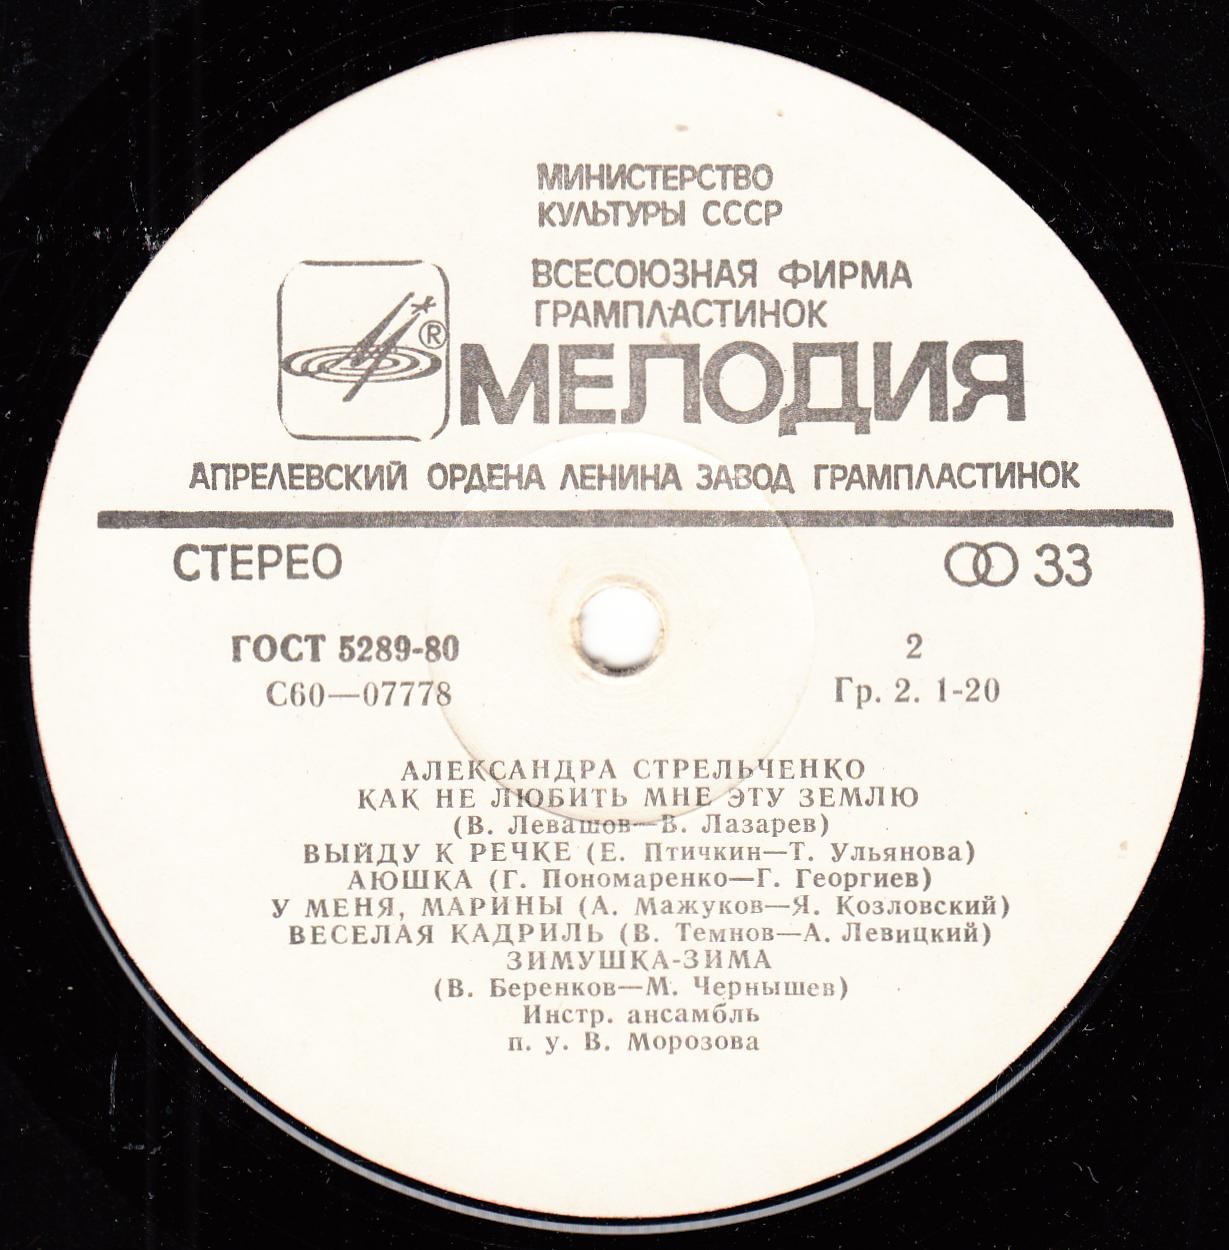 МИНИСТЕРСТВО
КУЛЬТУРЫ СССР
ВСЕСОЮЗНАЯ ФИРМА
ГРАМПЛАСТИНОК
®
МЕЛОДИЯ
АПРЕЛЕВСКИЙ ОРДЕНА ЛЕНИНА ЗАВОД ГРАМПЛАСТИНОК
СТЕРЕО 33
ГОСТ 5289-80 2
С60—07778 Гр. 2. 1-20
АЛЕКСАНДРА СТРЕЛЬЧЕНКО
КАК НЕ ЛЮБИТЬ МНЕ ЭТУ ЗЕМЛЮ
(В. Левашов—В. Лазарев)
ВЫЙДУ К РЕЧКЕ (Е. Птичкин—Т. Ульянова)
АЮШКА (Г. Пономаренко—Г. Георгиев)
У МЕНЯ, МАРИНЫ (А. Мажуков—Я. Козловский)
ВЕСЕЛАЯ КАДРИЛЬ (В. Темнов—А. Левицкий)
ЗИМУШКА-ЗИМА
(В. Беренков—М. Чернышев)
Инстр. ансамбль
п. у. В. Морозова